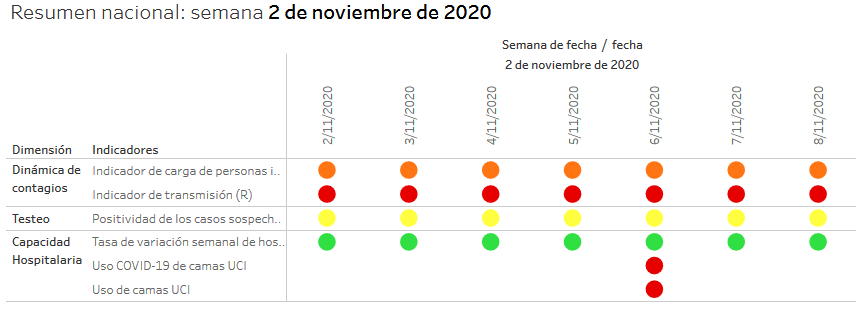 Resumen nacional: semana 2 de noviembre de 2020
Semana de fecha / fecha
2 de noviembre de 2020
2/11/2020 3/11/2020 4/11/2020 5/11/2020 6/11/2020 7/11/2020 8/11/2020
Dimensión Indicadores
Dinámica de contagios Indicador de carga de personas i..
Indicador de transmisión (R)
Testeo Positividad de los casos sospech..
Capacidad Hospitalaria Tasa de variación semanal de hos..
Uso COVID-19 de camas UCI
Uso de camas UCI